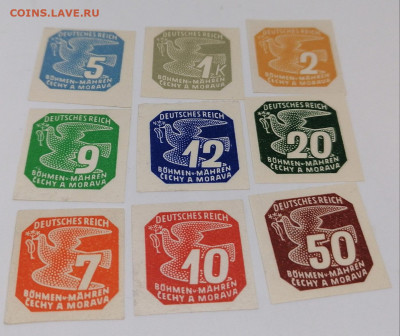 COINS.LAVE.RU
DEUTSCHES REICH
5
BÖHMEN-MÄHREN
ČECHY A MORAVA
DEUTSCHES REICH
1K
BÖHMEN-MÄHREN
ČECHY A MORAVA
DEUTSCHES REICH
2
BÖHMEN-MÄHREN
ČECHY A MORAVA
DEUTSCHES REICH
9
BÖHMEN-MÄHREN
ČECHY A MORAVA
DEUTSCHES REICH
12
BÖHMEN-MÄHREN
ČECHY A MORAVA
DEUTSCHES REICH
20
BÖHMEN-MÄHREN
ČECHY A MORAVA
DEUTSCHES REICH
7
BÖHMEN-MÄHREN
ČECHY A MORAVA
DEUTSCHES REICH
10
BÖHMEN-MÄHREN
ČECHY A MORAVA
DEUTSCHES REICH
50
BÖHMEN-MÄHREN
ČECHY A MORAVA